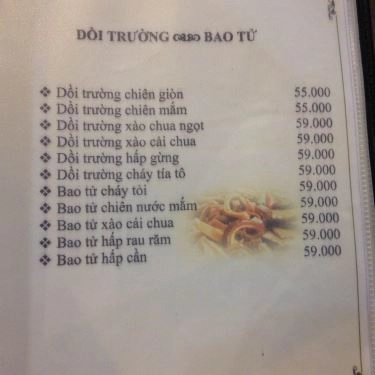 DỒI TRƯỜNG BAO TỬ
❖ Dồi trường chiên giòn 55.000
❖ Dồi trường chiên mắm 55.000
❖ Dồi trường xào chua ngọt 59.000
❖ Dồi trường xào cải chua 59.000
❖ Dồi trường hấp gừng 59.000
❖ Dồi trường cháy tía tô 59.000
❖ Bao tử cháy tỏi 59.000
❖ Bao tử chiên nước mắm 59.000
❖ Bao tử xào cải chua 59.000
❖ Bao tử hấp rau răm 59.000
❖ Bao tử hấp cần 59.000